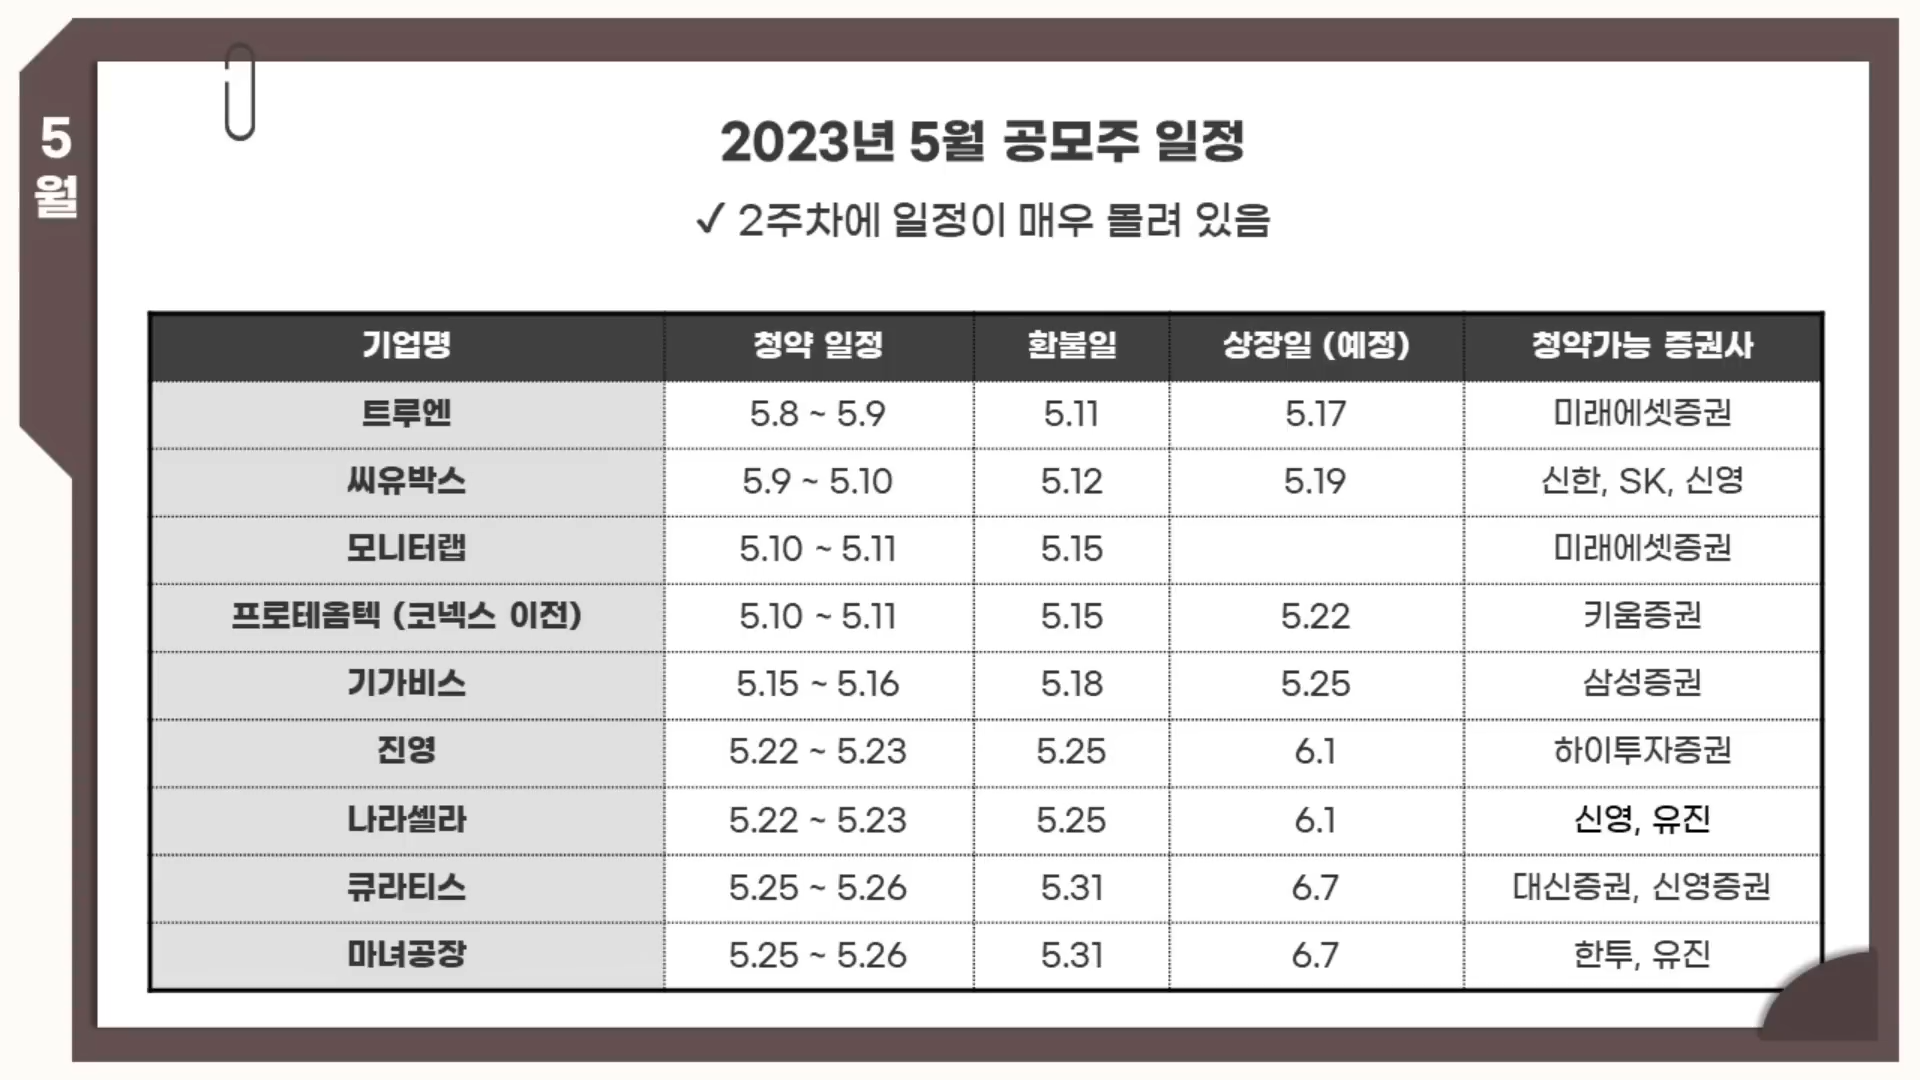 5
월
2023년 5월 공모주 일정
✓ 2주차에 일정이 매우 몰려 있음
기업명 청약 일정 환불일 상장일 (예정) 청약가능 증권사
트루엔 5.8 ~ 5.9 5.11 5.17 미래에셋증권
씨유박스 5.9 ~ 5.10 5.12 5.19 신한, SK, 신영
모니터랩 5.10 ~ 5.11 5.15 미래에셋증권
프로테옴텍 (코넥스 이전) 5.10 ~ 5.11 5.15 5.22 키움증권
기가비스 5.15 ~ 5.16 5.18 5.25 삼성증권
진영 5.22 ~ 5.23 5.25 6.1 하이투자증권
나라셀라 5.22 ~ 5.23 5.25 6.1 신영, 유진
큐라티스 5.25 ~ 5.26 5.31 6.7 대신증권, 신영증권
마녀공장 5.25 ~ 5.26 5.31 6.7 한투, 유진